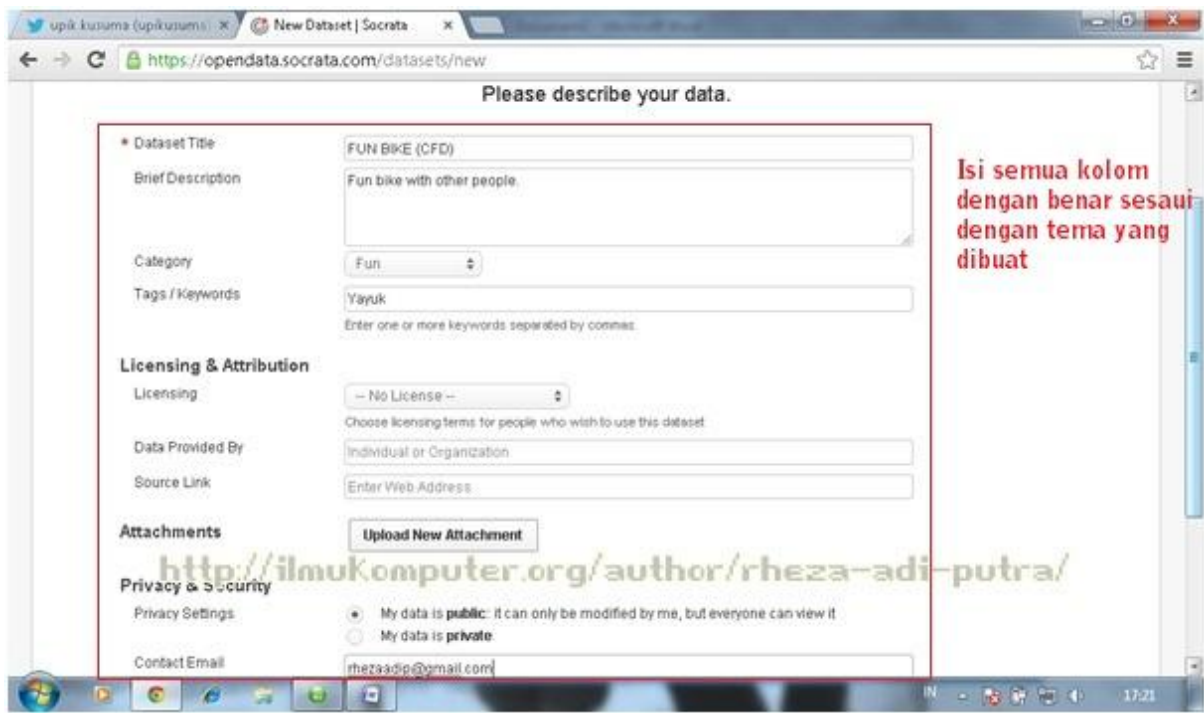 upik kusuma (upikusuma) New Dataset | Socrata
https://opendata.socrata.com/datasets/new
Please describe your data.
* Dataset Title FUN BIKE (CFD)
Brief Description Fun bike with other people.
Category Fun
Tags / Keywords Yayuk
Enter one or more keywords separated by commas
Licensing & Attribution
Licensing -- No License --
Choose licensing terms for people who wish to use this dataset
Data Provided By Individual or Organization
Source Link Enter Web Address
Attachments Upload New Attachment
http://ilmukomputer.org/author/rheza-adi-putra/
Privacy & Security
Privacy Settings My data is public: it can only be modified by me, but everyone can view it
My data is private
Contact Email rhezaadip@gmail.com
Isi semua kolom
dengan benar sesaui
dengan tema yang
dibuat
IN 17:21